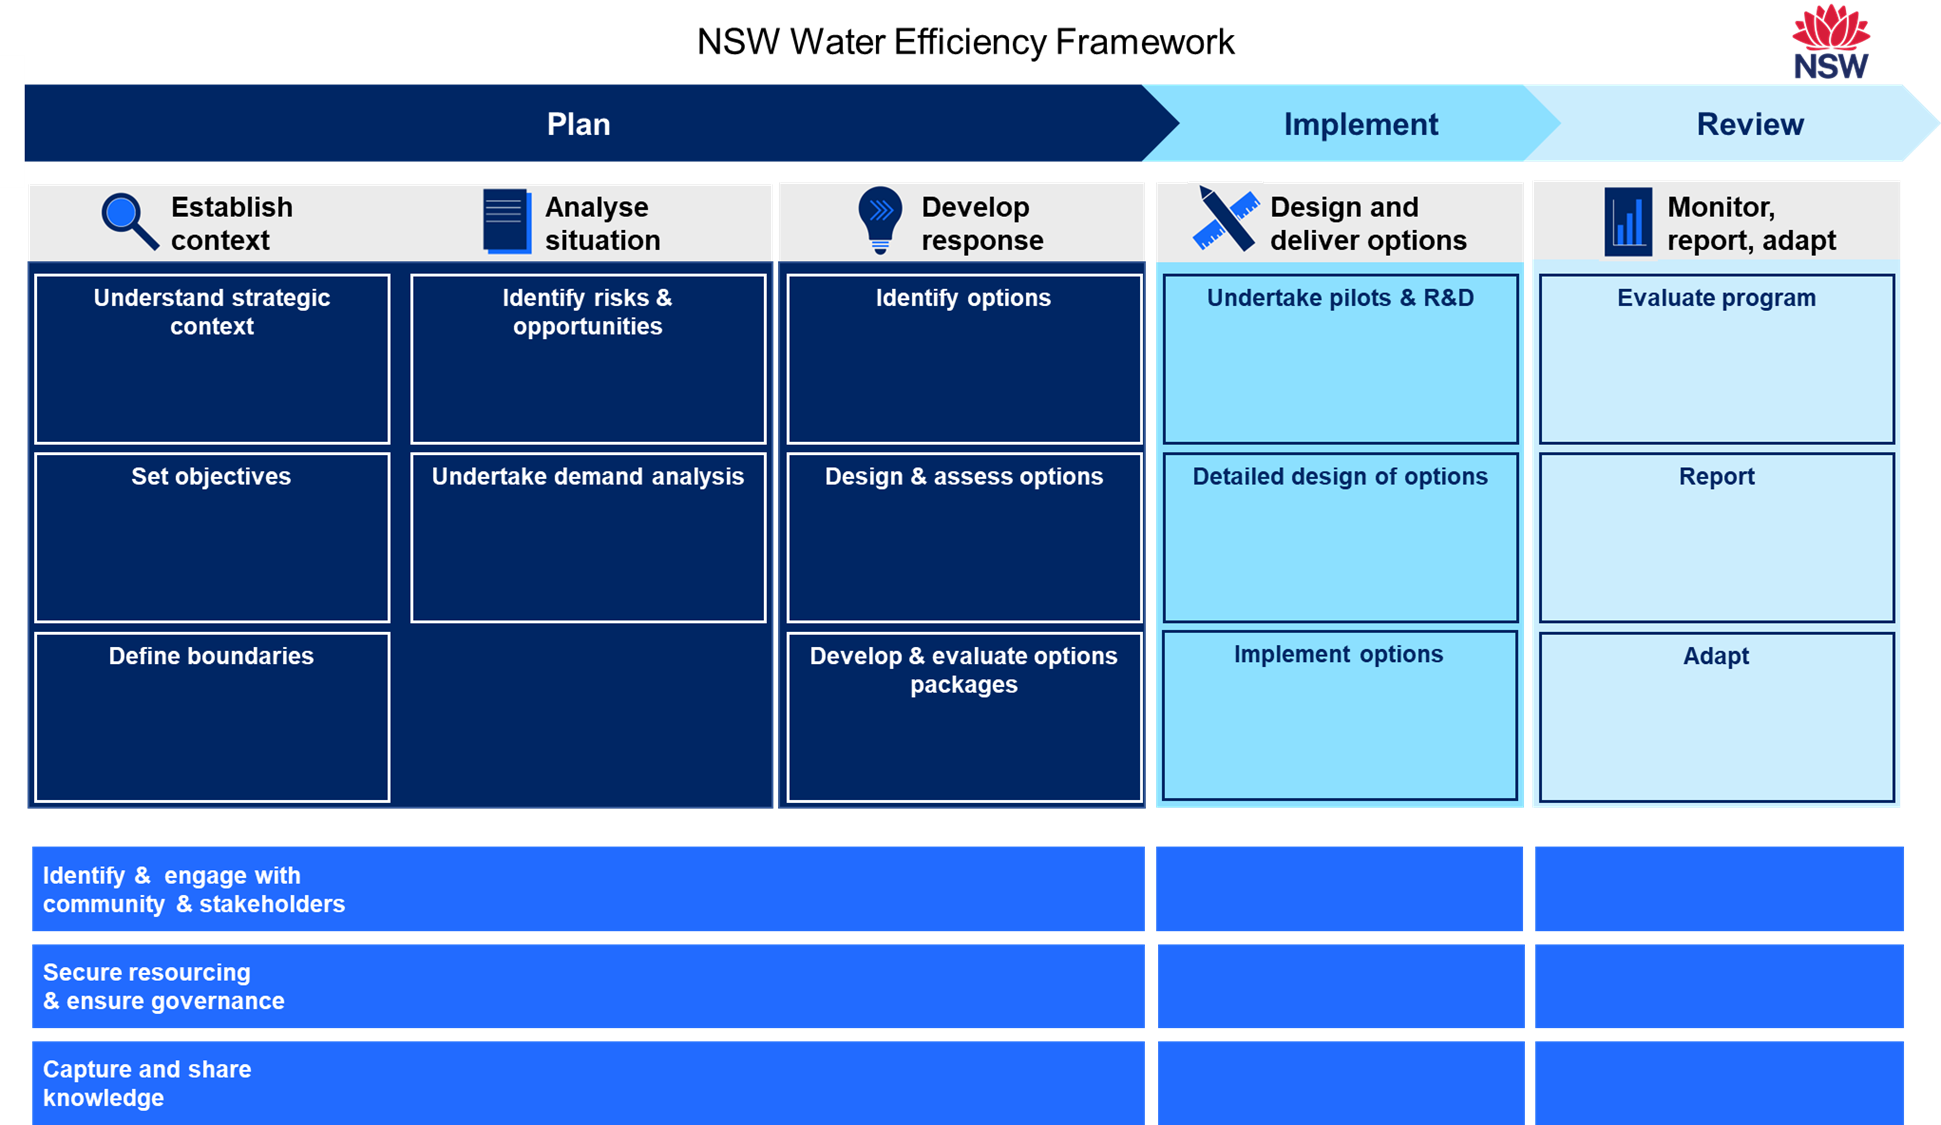 NSW Water Efficiency Framework
NSW
Plan
Implement
Review
Establish
context
Analyse
situation
Develop
response
Design and
deliver options
Monitor,
report, adapt
Understand strategic
context
Identify risks &
opportunities
Identify options
Undertake pilots & R&D
Evaluate program
Set objectives
Undertake demand analysis
Design & assess options
Detailed design of options
Report
Define boundaries
Develop & evaluate options
packages
Implement options
Adapt
Identify & engage with
community & stakeholders
Secure resourcing
& ensure governance
Capture and share
knowledge